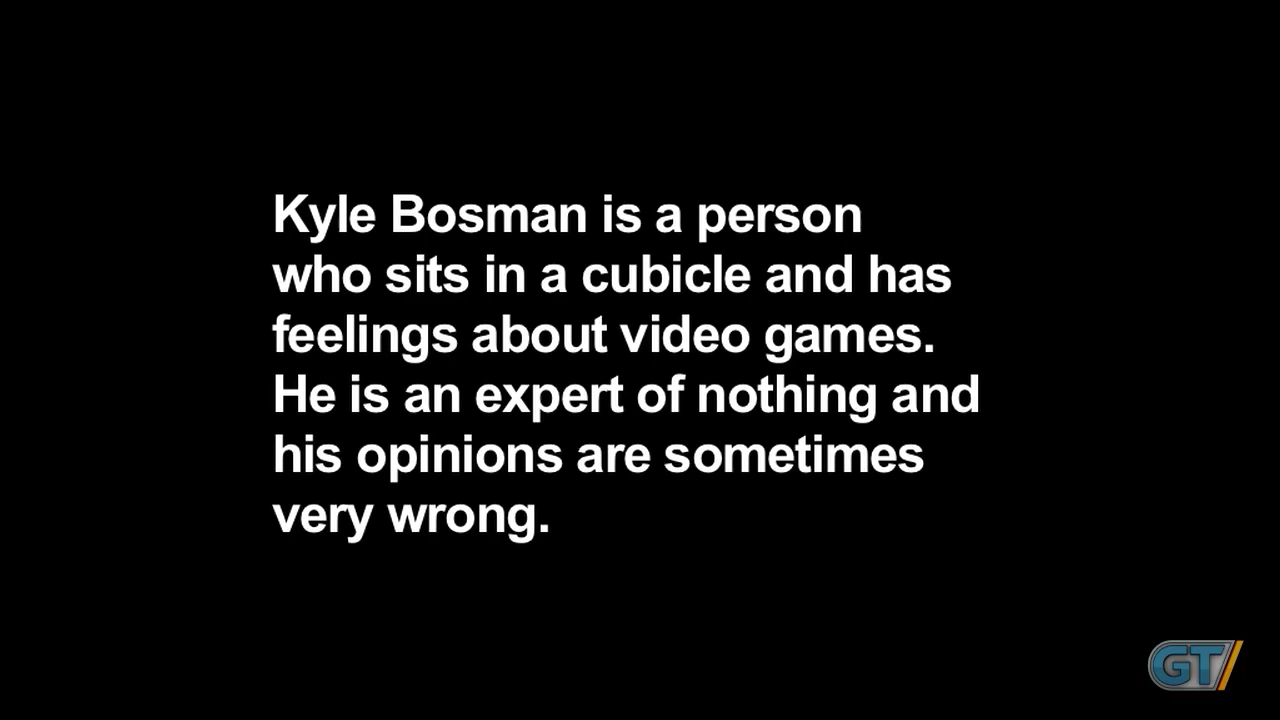 Kyle Bosman is a person
who sits in a cubicle and has
feelings about video games.
He is an expert of nothing and
his opinions are sometimes
very wrong.
GT